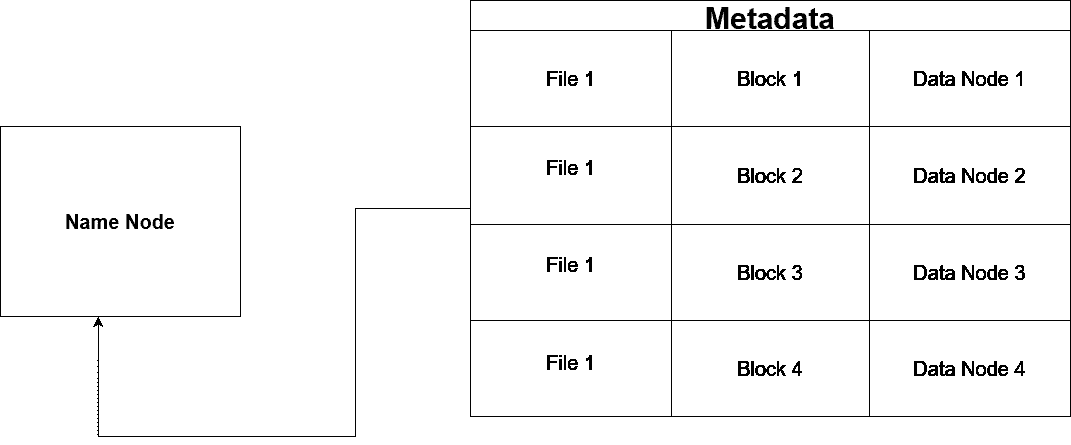 Metadata
File 1 Block 1 Data Node 1
File 1 Block 2 Data Node 2
Name Node
File 1 Block 3 Data Node 3
File 1 Block 4 Data Node 4